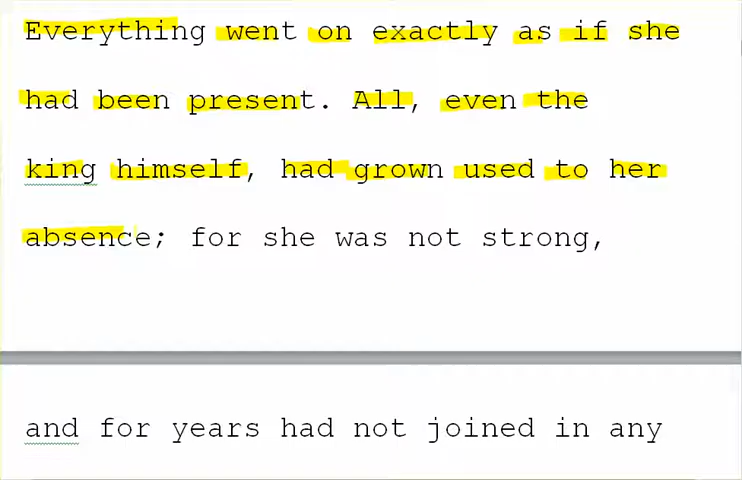 Everything went on exactly as if she
had been present. All, even the
king himself, had grown used to her
absence; for she was not strong,
and for years had not joined in any